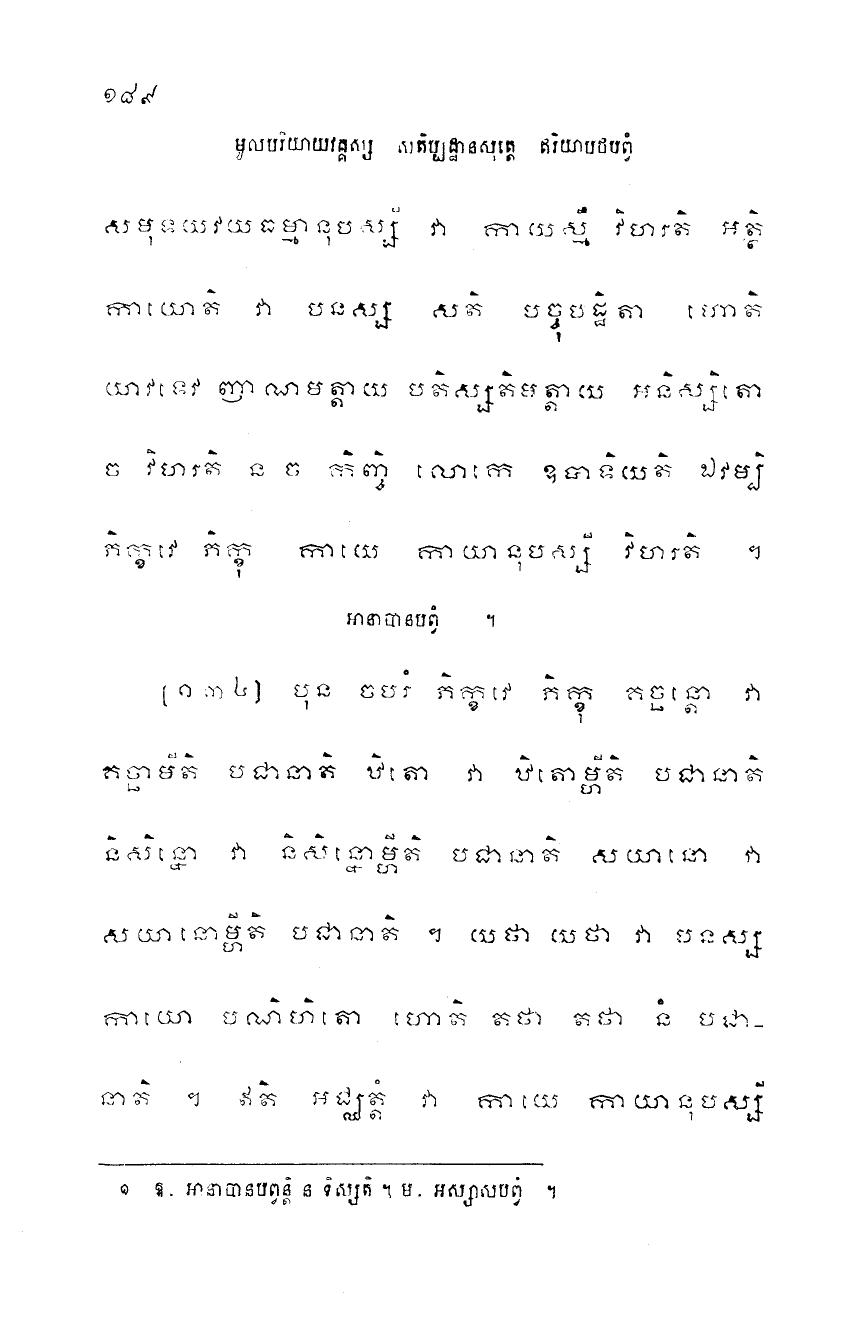 ១៨៩
មូលបរិយាយវគ្គស្ស សតិប្បដ្ឋានសុត្តេ ឥរិយាបថបព្វំ
សមុទយវយធម្មានុបស្សី វា កាយស្មឹ វិហរតិ អត្ថិ
កាយោតិ វា បនស្ស សតិ បច្ចុបដ្ឋិតា ហោតិ
យាវទេវ ញាណមត្តាយ បតិស្សតិមត្តាយ អនិស្សិតោ
ច វិហរតិ ន ច កិញ្ចិ លោកេ ឧបាទិយតិ ឯវម្បិ
ភិក្ខវេ ភិក្ខុ កាយេ កាយានុបស្សី វិហរតិ ។
អានាបានបព្វំ ។
[១៣៤] បុន ចបរំ ភិក្ខវេ ភិក្ខុ គច្ឆន្តោ វា
គច្ឆាមីតិ បជានាតិ ឋិតោ វា ឋិតោម្ហីតិ បជានាតិ
និសិន្នោ វា និសិន្នោម្ហីតិ បជានាតិ សយានោ វា
សយានោម្ហីតិ បជានាតិ ។ យថា យថា វា បនស្ស
កាយោ បណិហិតោ ហោតិ តថា តថា នំ បជា-
នាតិ ។ ឥតិ អជ្ឈត្តំ វា កាយេ កាយានុបស្សី
១ ឱ. អានាបានបព្វន្តិ ន ទិស្សតិ ។ ម. អស្សាសបព្វំ ។